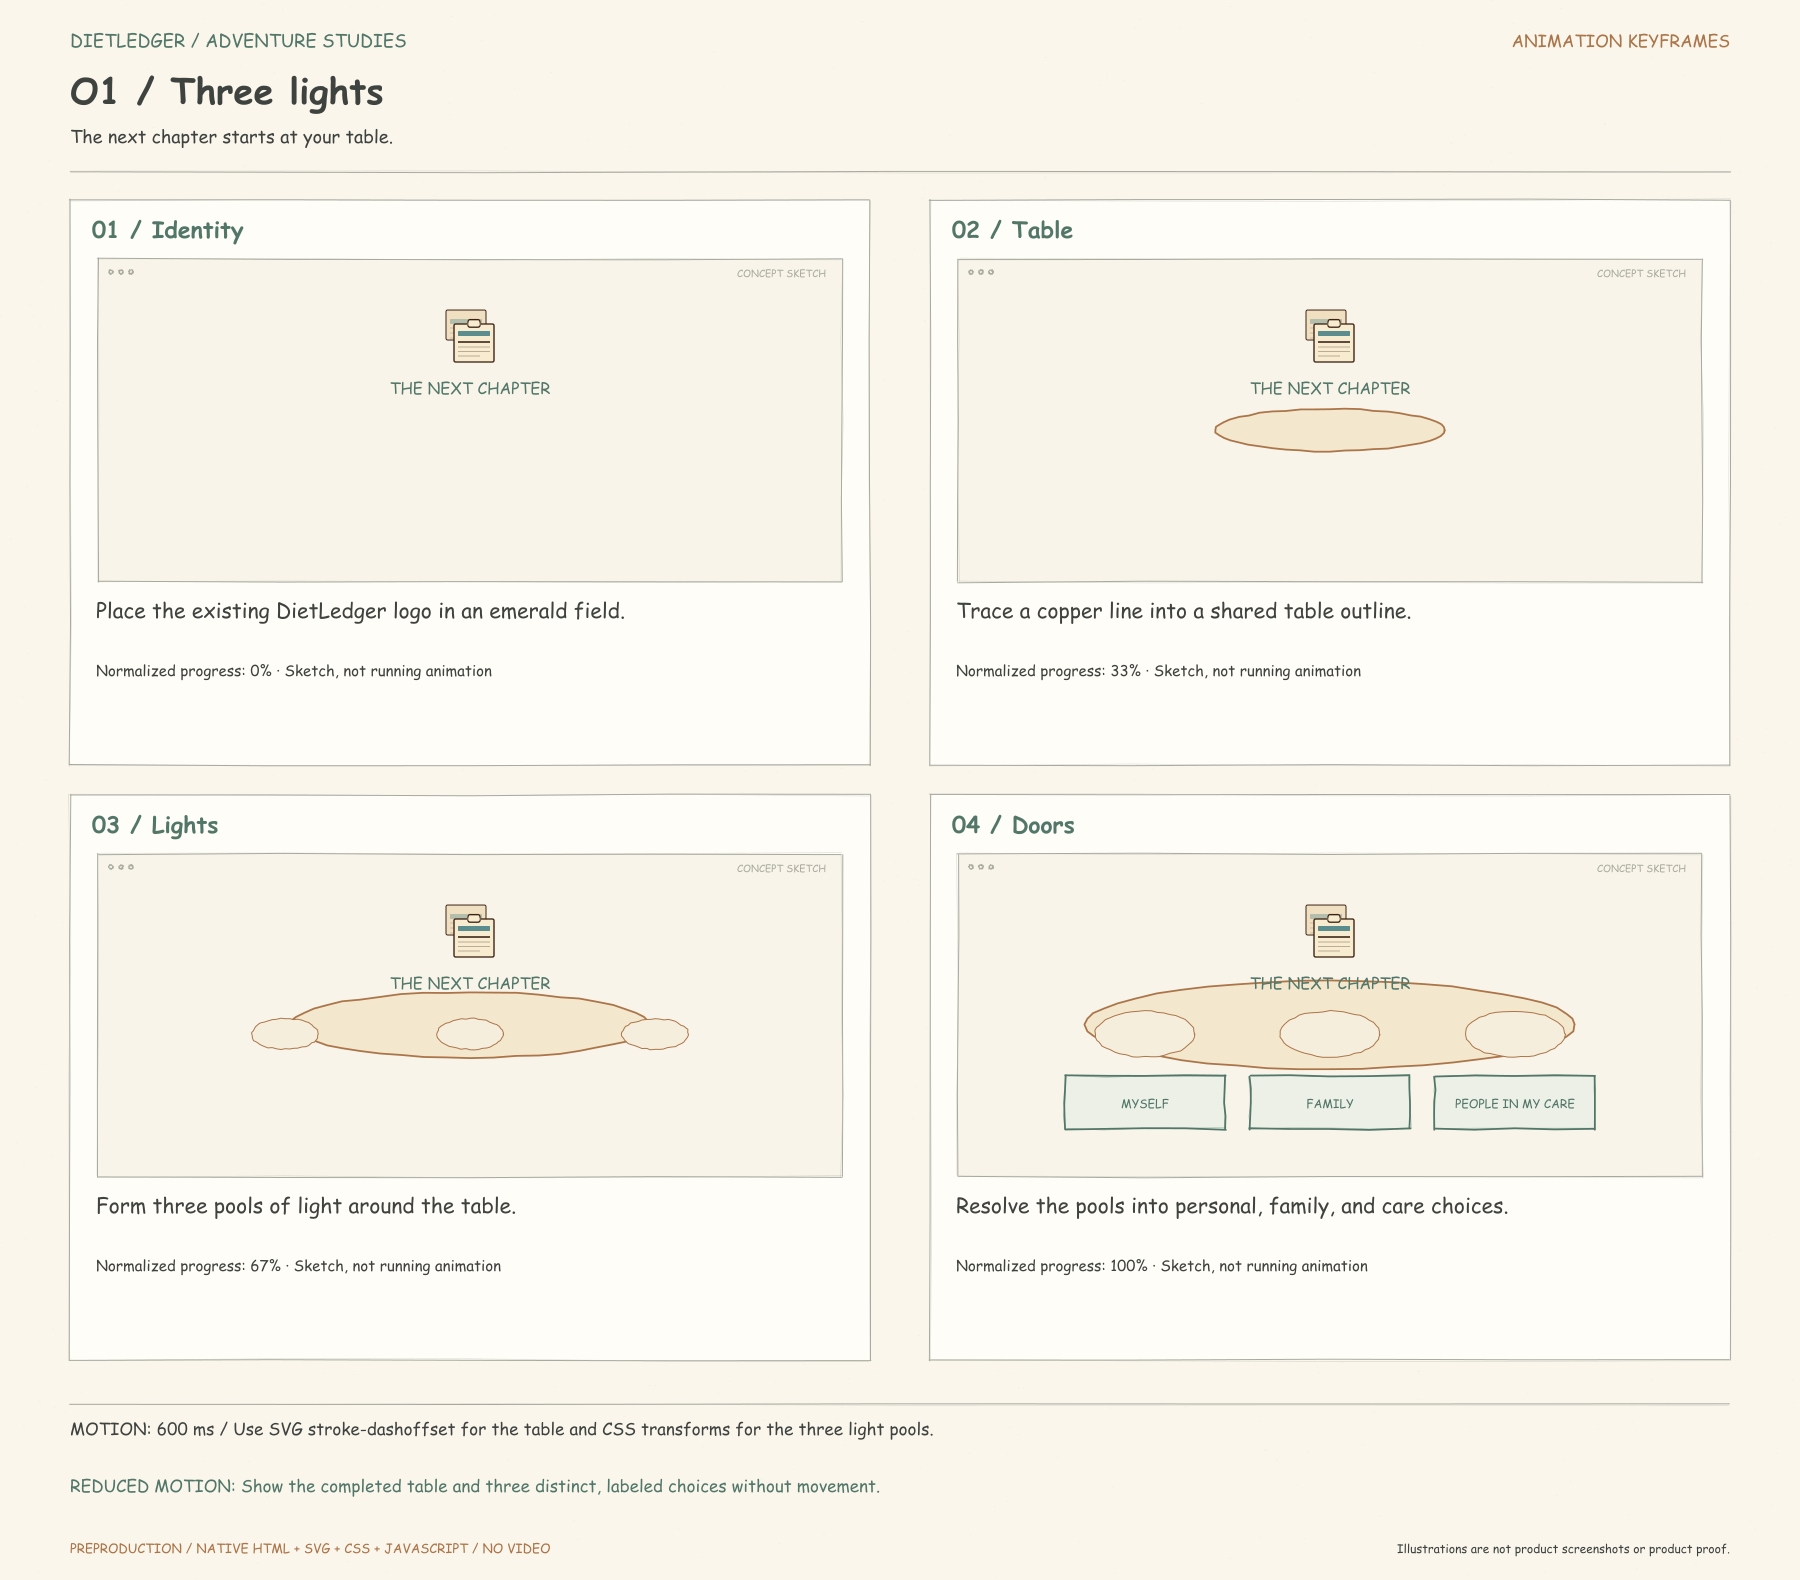 DIETLEDGER / ADVENTURE STUDIES
ANIMATION KEYFRAMES
01 / Three lights
The next chapter starts at your table.
01 / Identity
CONCEPT SKETCH
THE NEXT CHAPTER
Place the existing DietLedger logo in an emerald field.
Normalized progress: 0% · Sketch, not running animation
02 / Table
CONCEPT SKETCH
THE NEXT CHAPTER
Trace a copper line into a shared table outline.
Normalized progress: 33% · Sketch, not running animation
03 / Lights
CONCEPT SKETCH
THE NEXT CHAPTER
Form three pools of light around the table.
Normalized progress: 67% · Sketch, not running animation
04 / Doors
CONCEPT SKETCH
THE NEXT CHAPTER
MYSELF
FAMILY
PEOPLE IN MY CARE
Resolve the pools into personal, family, and care choices.
Normalized progress: 100% · Sketch, not running animation
MOTION: 600 ms / Use SVG stroke-dashoffset for the table and CSS transforms for the three light pools.
REDUCED MOTION: Show the completed table and three distinct, labeled choices without movement.
PREPRODUCTION / NATIVE HTML + SVG + CSS + JAVASCRIPT / NO VIDEO
Illustrations are not product screenshots or product proof.